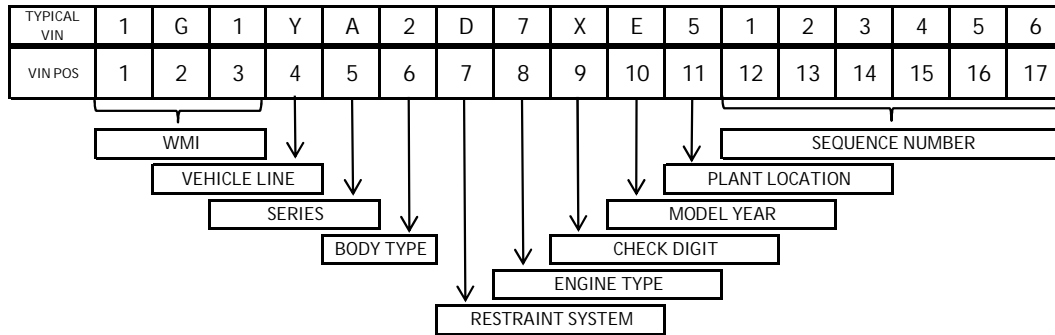 TYPICAL VIN 1 G 1 Y A 2 D 7 X E 5 1 2 3 4 5 6
VIN POS 1 2 3 4 5 6 7 8 9 10 11 12 13 14 15 16 17
WMI SEQUENCE NUMBER
VEHICLE LINE PLANT LOCATION
SERIES MODEL YEAR
BODY TYPE CHECK DIGIT
ENGINE TYPE
RESTRAINT SYSTEM